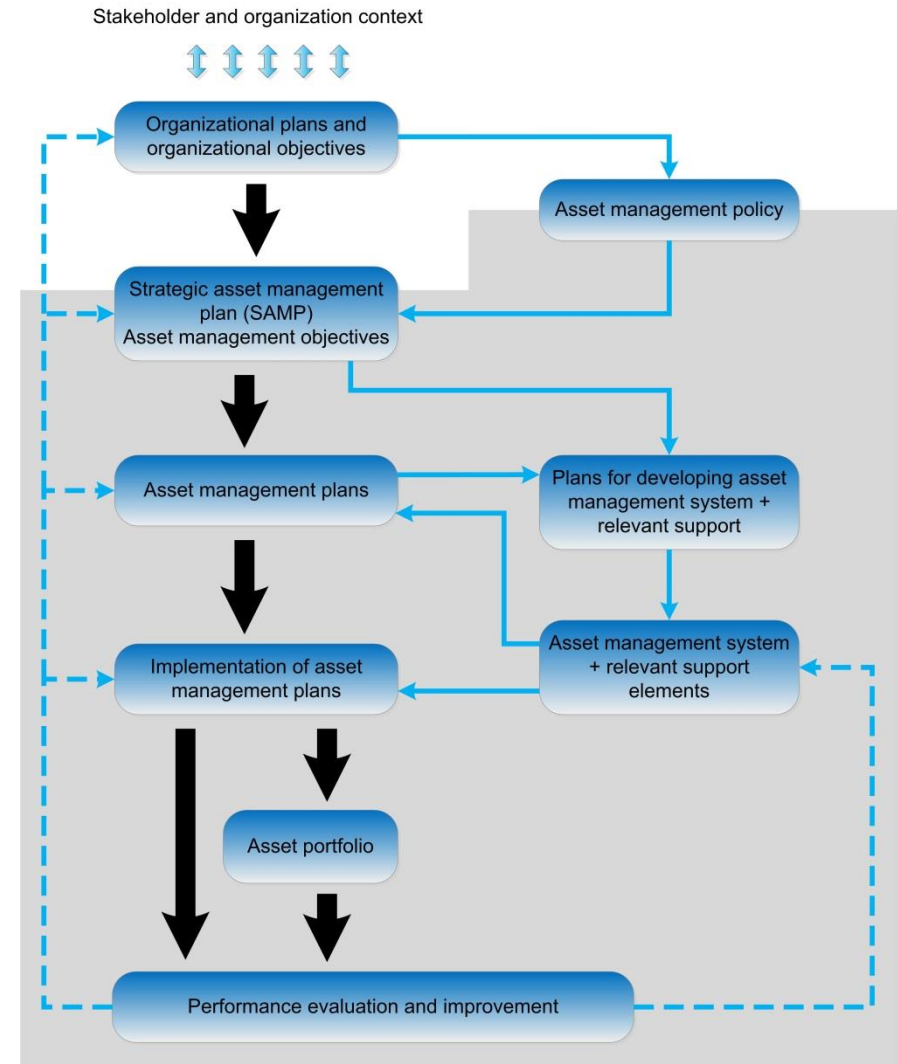 Stakeholder and organization context
Organizational plans and
organizational objectives
Asset management policy
Strategic asset management
plan (SAMP)
Asset management objectives
Asset management plans
Plans for developing asset
management system +
relevant support
Implementation of asset
management plans
Asset management system
+ relevant support
elements
Asset portfolio
Performance evaluation and improvement